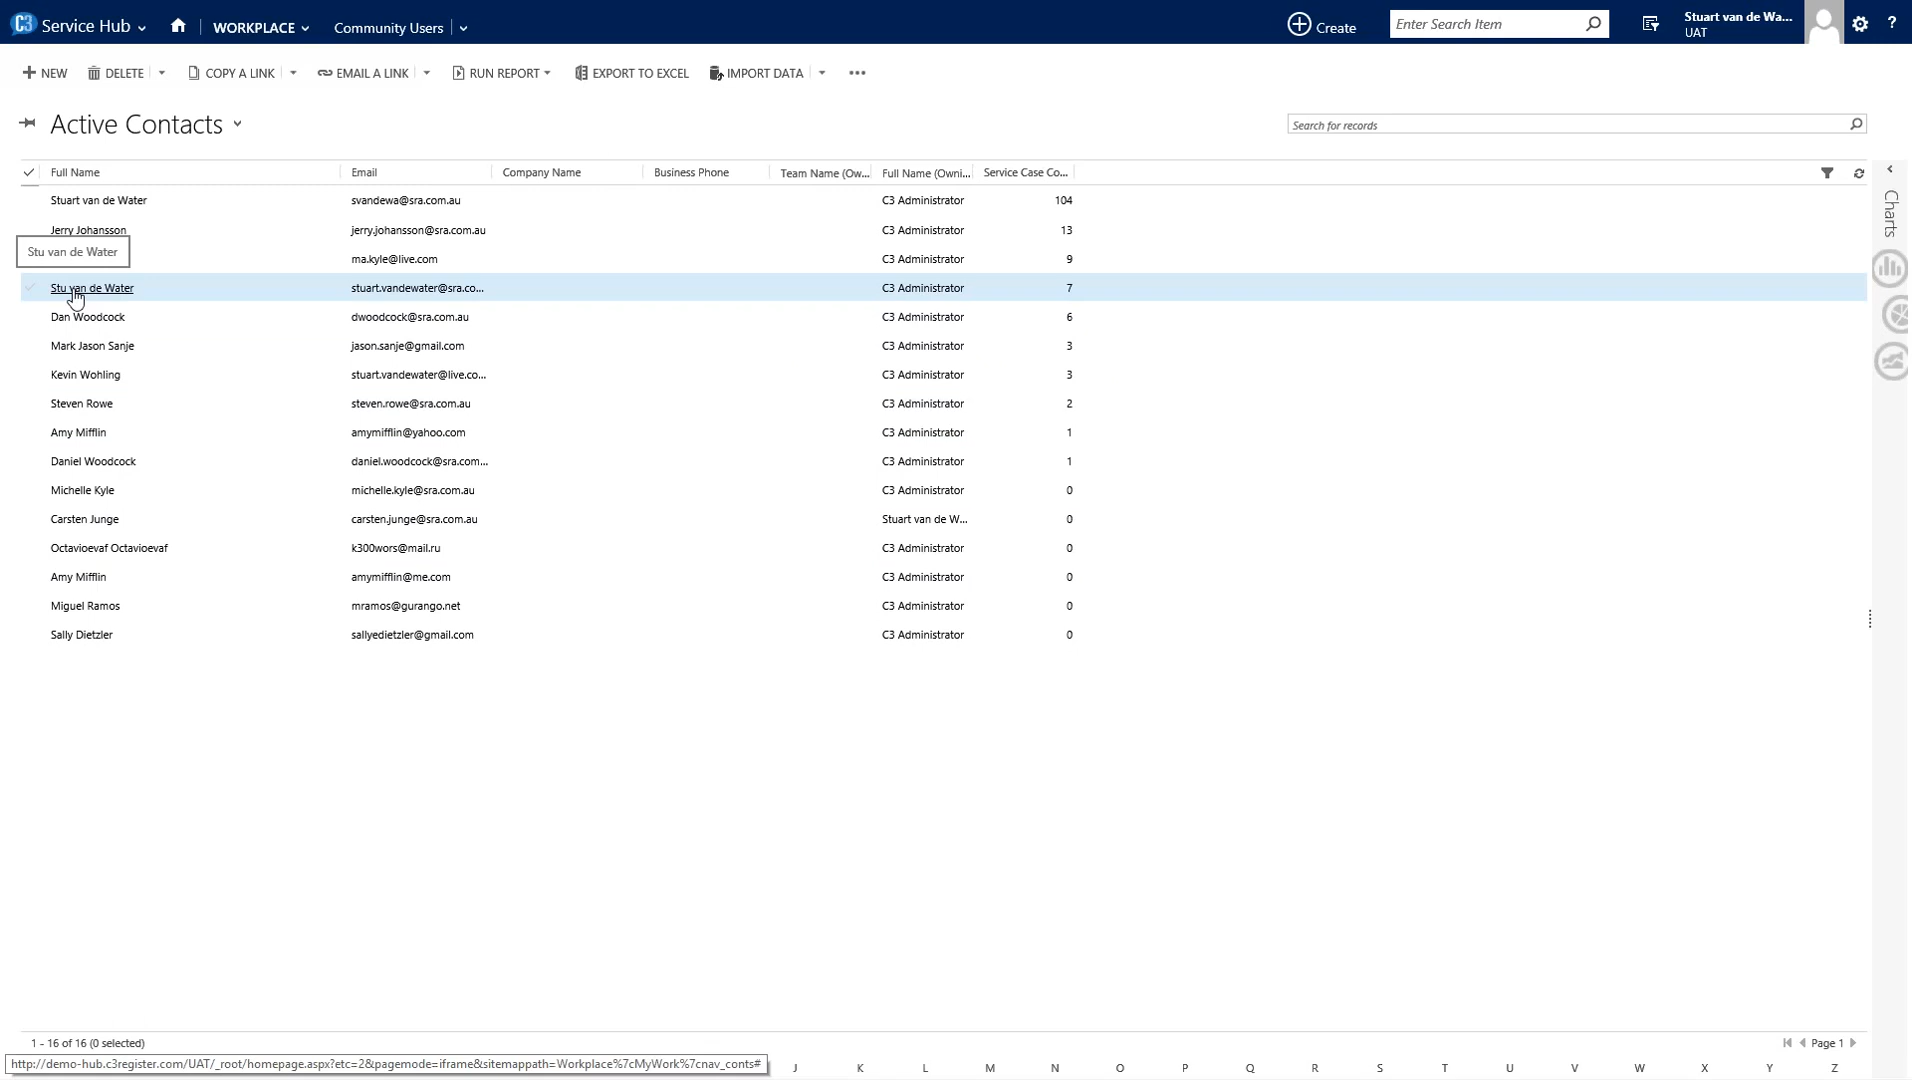 C3 Service Hub WORKPLACE Community Users Create Enter Search Item Stuart van de Wa... ?
UAT
NEW DELETE COPY A LINK EMAIL A LINK RUN REPORT EXPORT TO EXCEL IMPORT DATA
Active Contacts
Search for records
Full Name Email Company Name Business Phone Team Name (Ow... Full Name (Owni... Service Case Co...
Stuart van de Water svandewa@sra.com.au C3 Administrator 104
Jerry Johansson jerry.johansson@sra.com.au C3 Administrator 13
Stu van de Water
ma.kyle@live.com C3 Administrator 9
Stu van de Water stuart.vandewater@sra.co... C3 Administrator 7
Dan Woodcock dwoodcock@sra.com.au C3 Administrator 6
Mark Jason Sanje jason.sanje@gmail.com C3 Administrator 3
Kevin Wohling stuart.vandewater@live.co... C3 Administrator 3
Steven Rowe steven.rowe@sra.com.au C3 Administrator 2
Amy Mifflin amymifflin@yahoo.com C3 Administrator 1
Daniel Woodcock daniel.woodcock@sra.com... C3 Administrator 1
Michelle Kyle michelle.kyle@sra.com.au C3 Administrator 0
Carsten Junge carsten.junge@sra.com.au Stuart van de W... 0
Octavioevaf Octavioevaf k300wors@mail.ru C3 Administrator 0
Amy Mifflin amymifflin@me.com C3 Administrator 0
Miguel Ramos mramos@gurango.net C3 Administrator 0
Sally Dietzler sallyedietzler@gmail.com C3 Administrator 0
Charts
1 - 16 of 16 (0 selected) Page 1
http://demo-hub.c3register.com/UAT/_root/homepage.aspx?etc=2&pagemode=iframe&sitemappath=Workplace%7cMyWork%7cnav_conts# J K L M N O P Q R S T U V W X Y Z